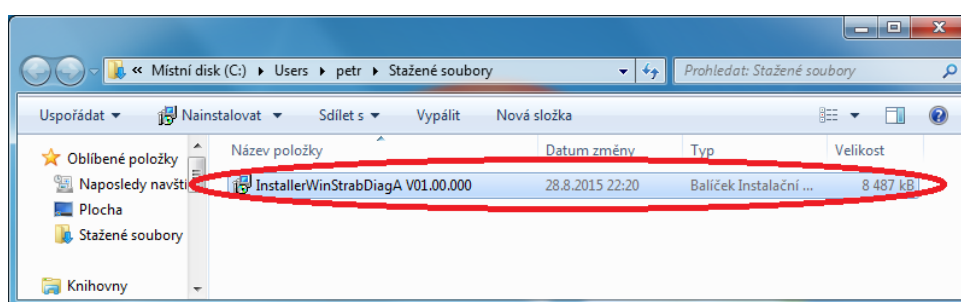 « Místní disk (C:) ▸ Users ▸ petr ▸ Stažené soubory
Prohledat: Stažené soubory
Uspořádat Nainstalovat Sdílet s Vypálit Nová složka
Oblíbené položky
Naposledy navšti
Plocha
Stažené soubory
Knihovny
Název položky Datum změny Typ Velikost
InstallerWinStrabDiagA V01.00.000 28.8.2015 22:20 Balíček Instalační ... 8 487 kB